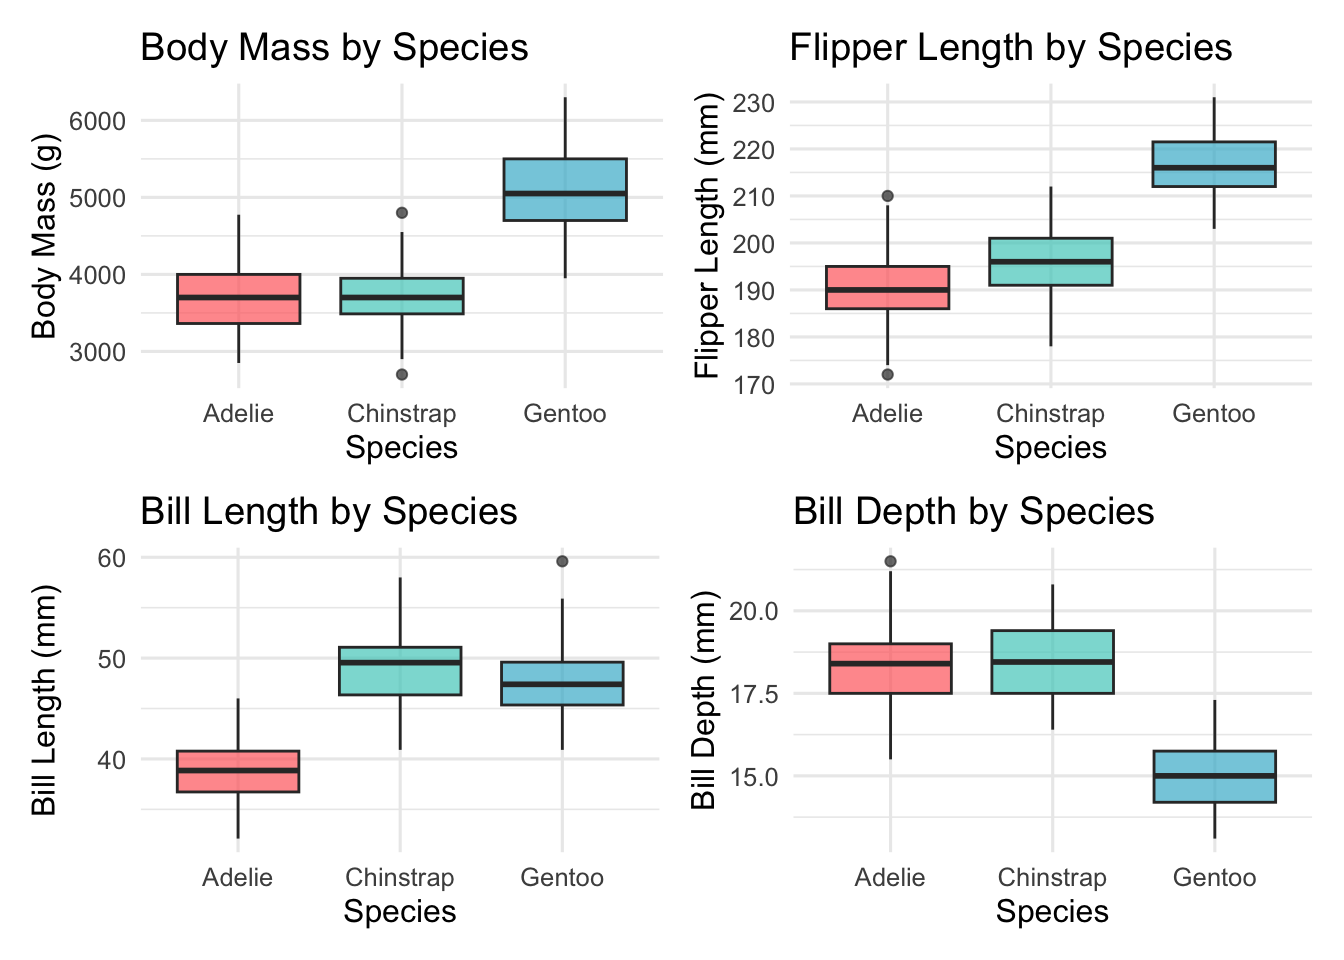 Body Mass by Species
Body Mass (g)
6000
5000
4000
3000
Adelie Chinstrap Gentoo
Species
Flipper Length by Species
Flipper Length (mm)
230
220
210
200
190
180
170
Adelie Chinstrap Gentoo
Species
Bill Length by Species
Bill Length (mm)
60
50
40
Adelie Chinstrap Gentoo
Species
Bill Depth by Species
Bill Depth (mm)
20.0
17.5
15.0
Adelie Chinstrap Gentoo
Species